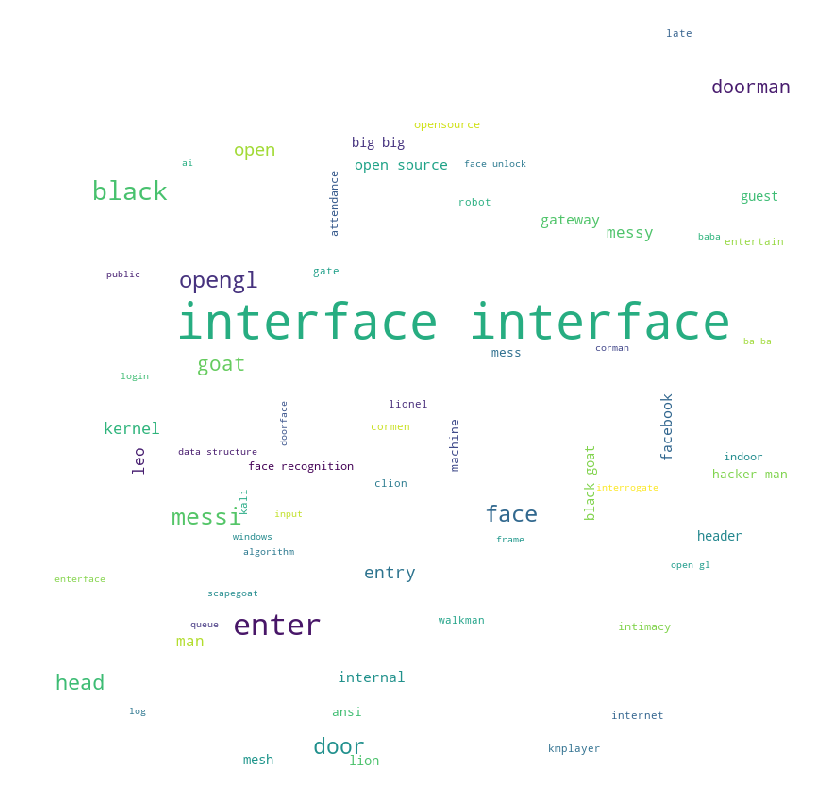 late
doorman
opensource
big big
open
ai
open source
face unlock
black
attendance
robot
guest
gateway
messy
baba
entertain
public
opengl
gate
interface interface
ba ba
mess
corman
goat
login
lionel
doorface
cormen
facebook
kernel
machine
leo
data structure
face recognition
indoor
hacker man
clion
black goat
interrogate
kali
messi
input
face
windows
frame
header
algorithm
open gl
enterface
entry
scapegoat
walkman
queue
enter
intimacy
man
head
internal
log
ansi
internet
door
kmplayer
mesh
lion